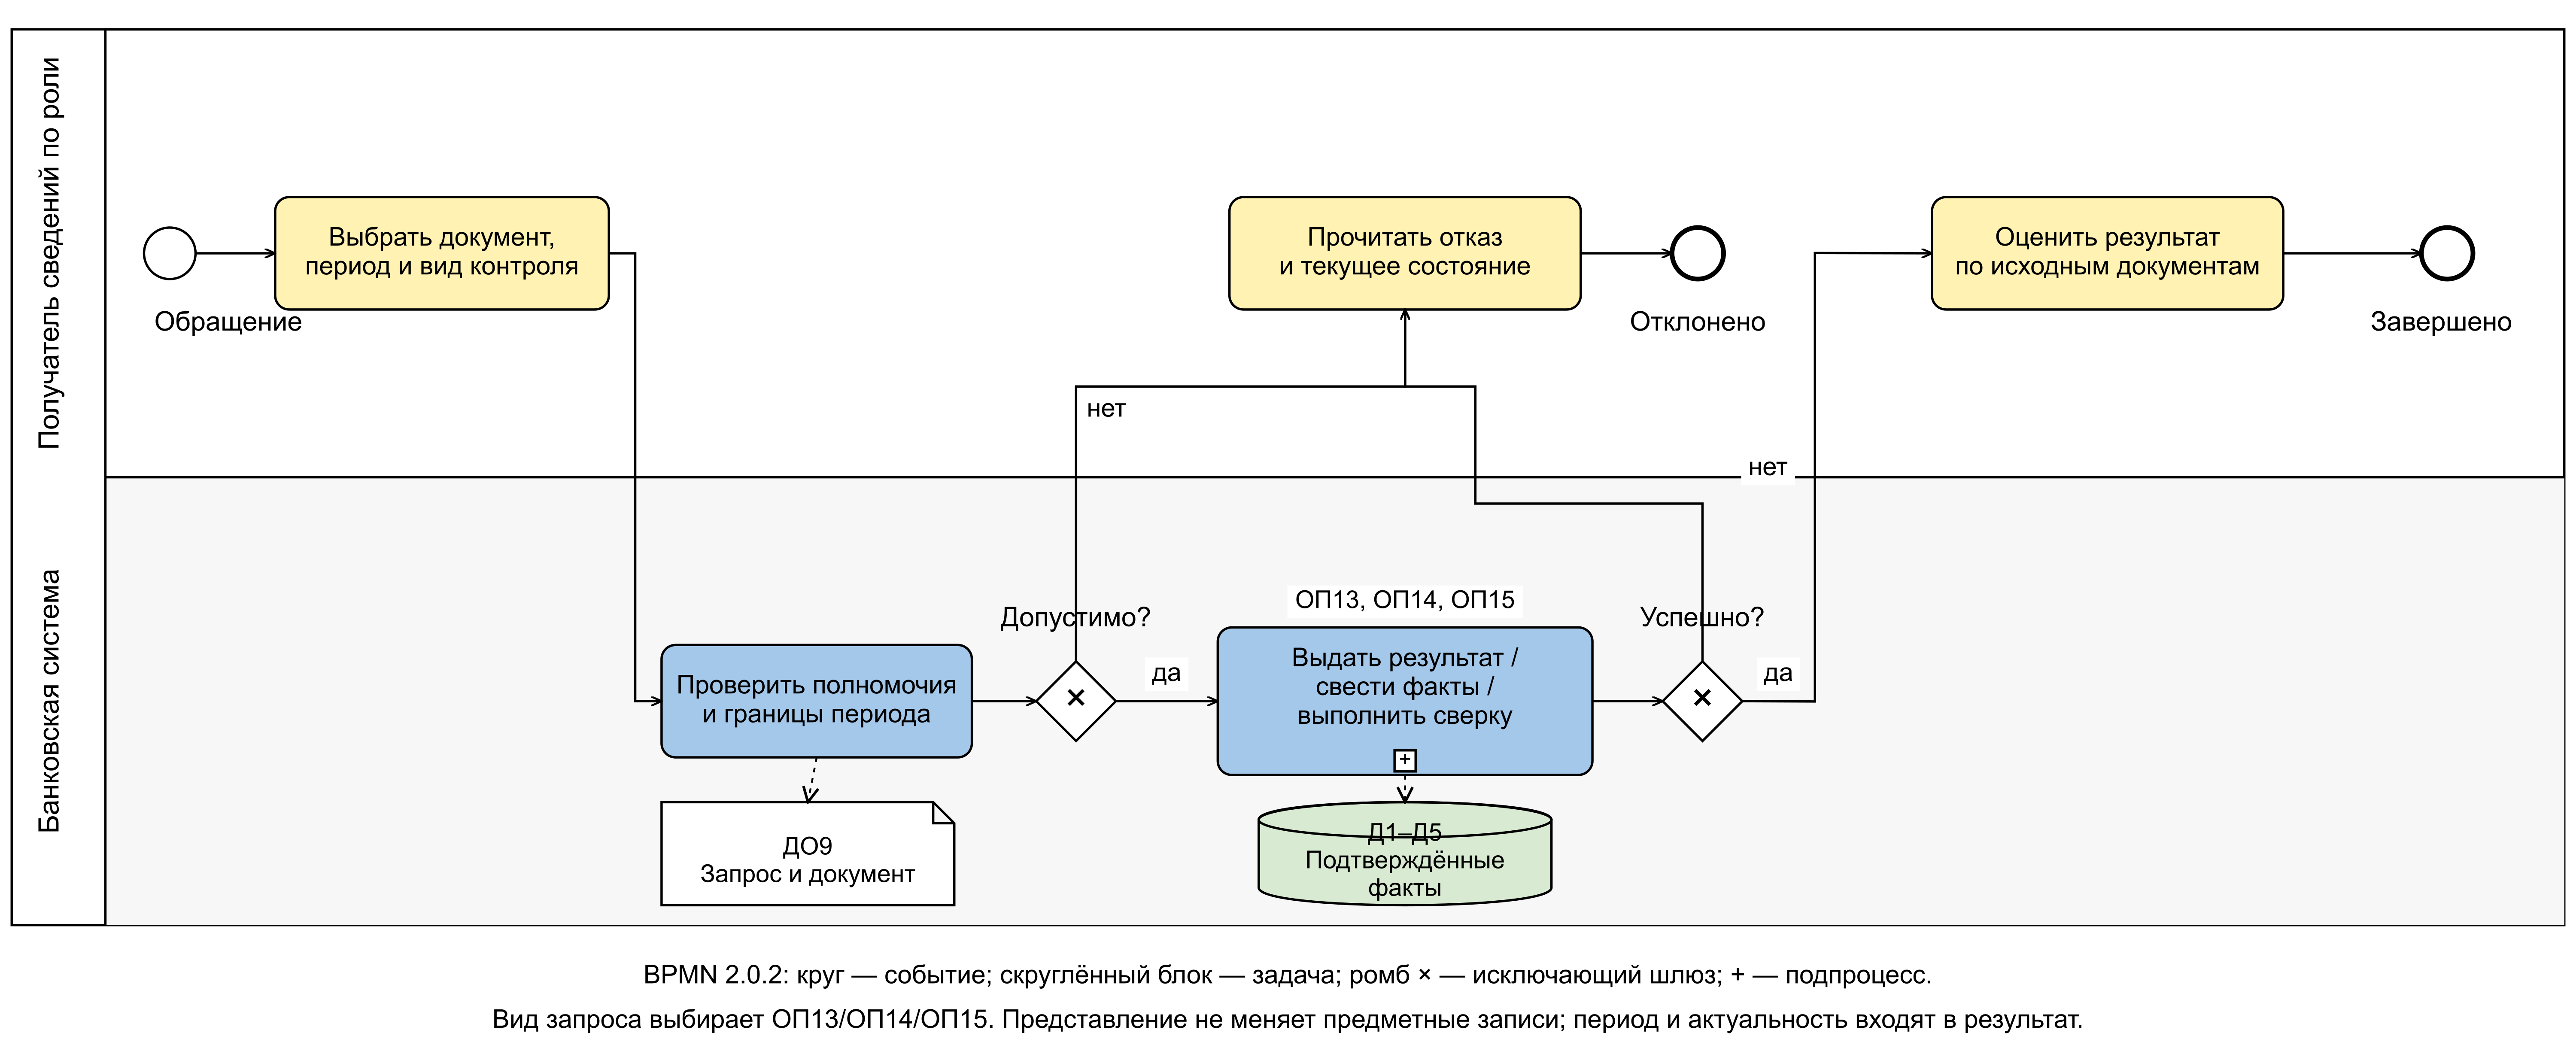 Получатель сведений по роли
Выбрать документ,
период и вид контроля
Обращение
Прочитать отказ
и текущее состояние
Отклонено
Оценить результат
по исходным документам
Завершено
нет
нет
Банковская система
Проверить полномочия
и границы периода
Допустимо?
да
ОП13, ОП14, ОП15
Выдать результат /
свести факты /
выполнить сверку
+
Успешно?
да
ДО9
Запрос и документ
Д1–Д5
Подтверждённые
факты
BPMN 2.0.2: круг — событие; скруглённый блок — задача; ромб × — исключающий шлюз; + — подпроцесс.
Вид запроса выбирает ОП13/ОП14/ОП15. Представление не меняет предметные записи; период и актуальность входят в результат.